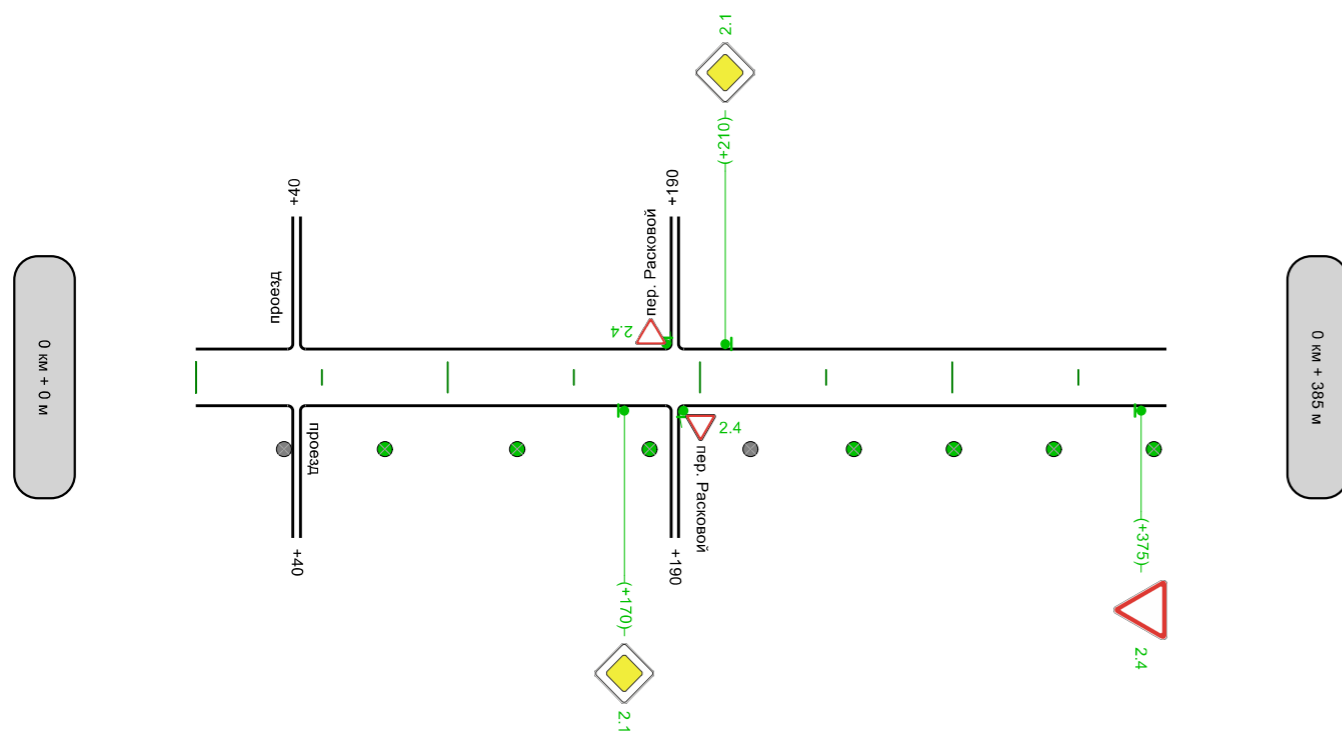 2.1
(+210)
+40
+190
проезд
пер. Расковой
2.4
0 км + 0 м
0 км + 385 м
проезд
2.4
пер. Расковой
+40
+190
(+170)
2.1
(+375)
2.4